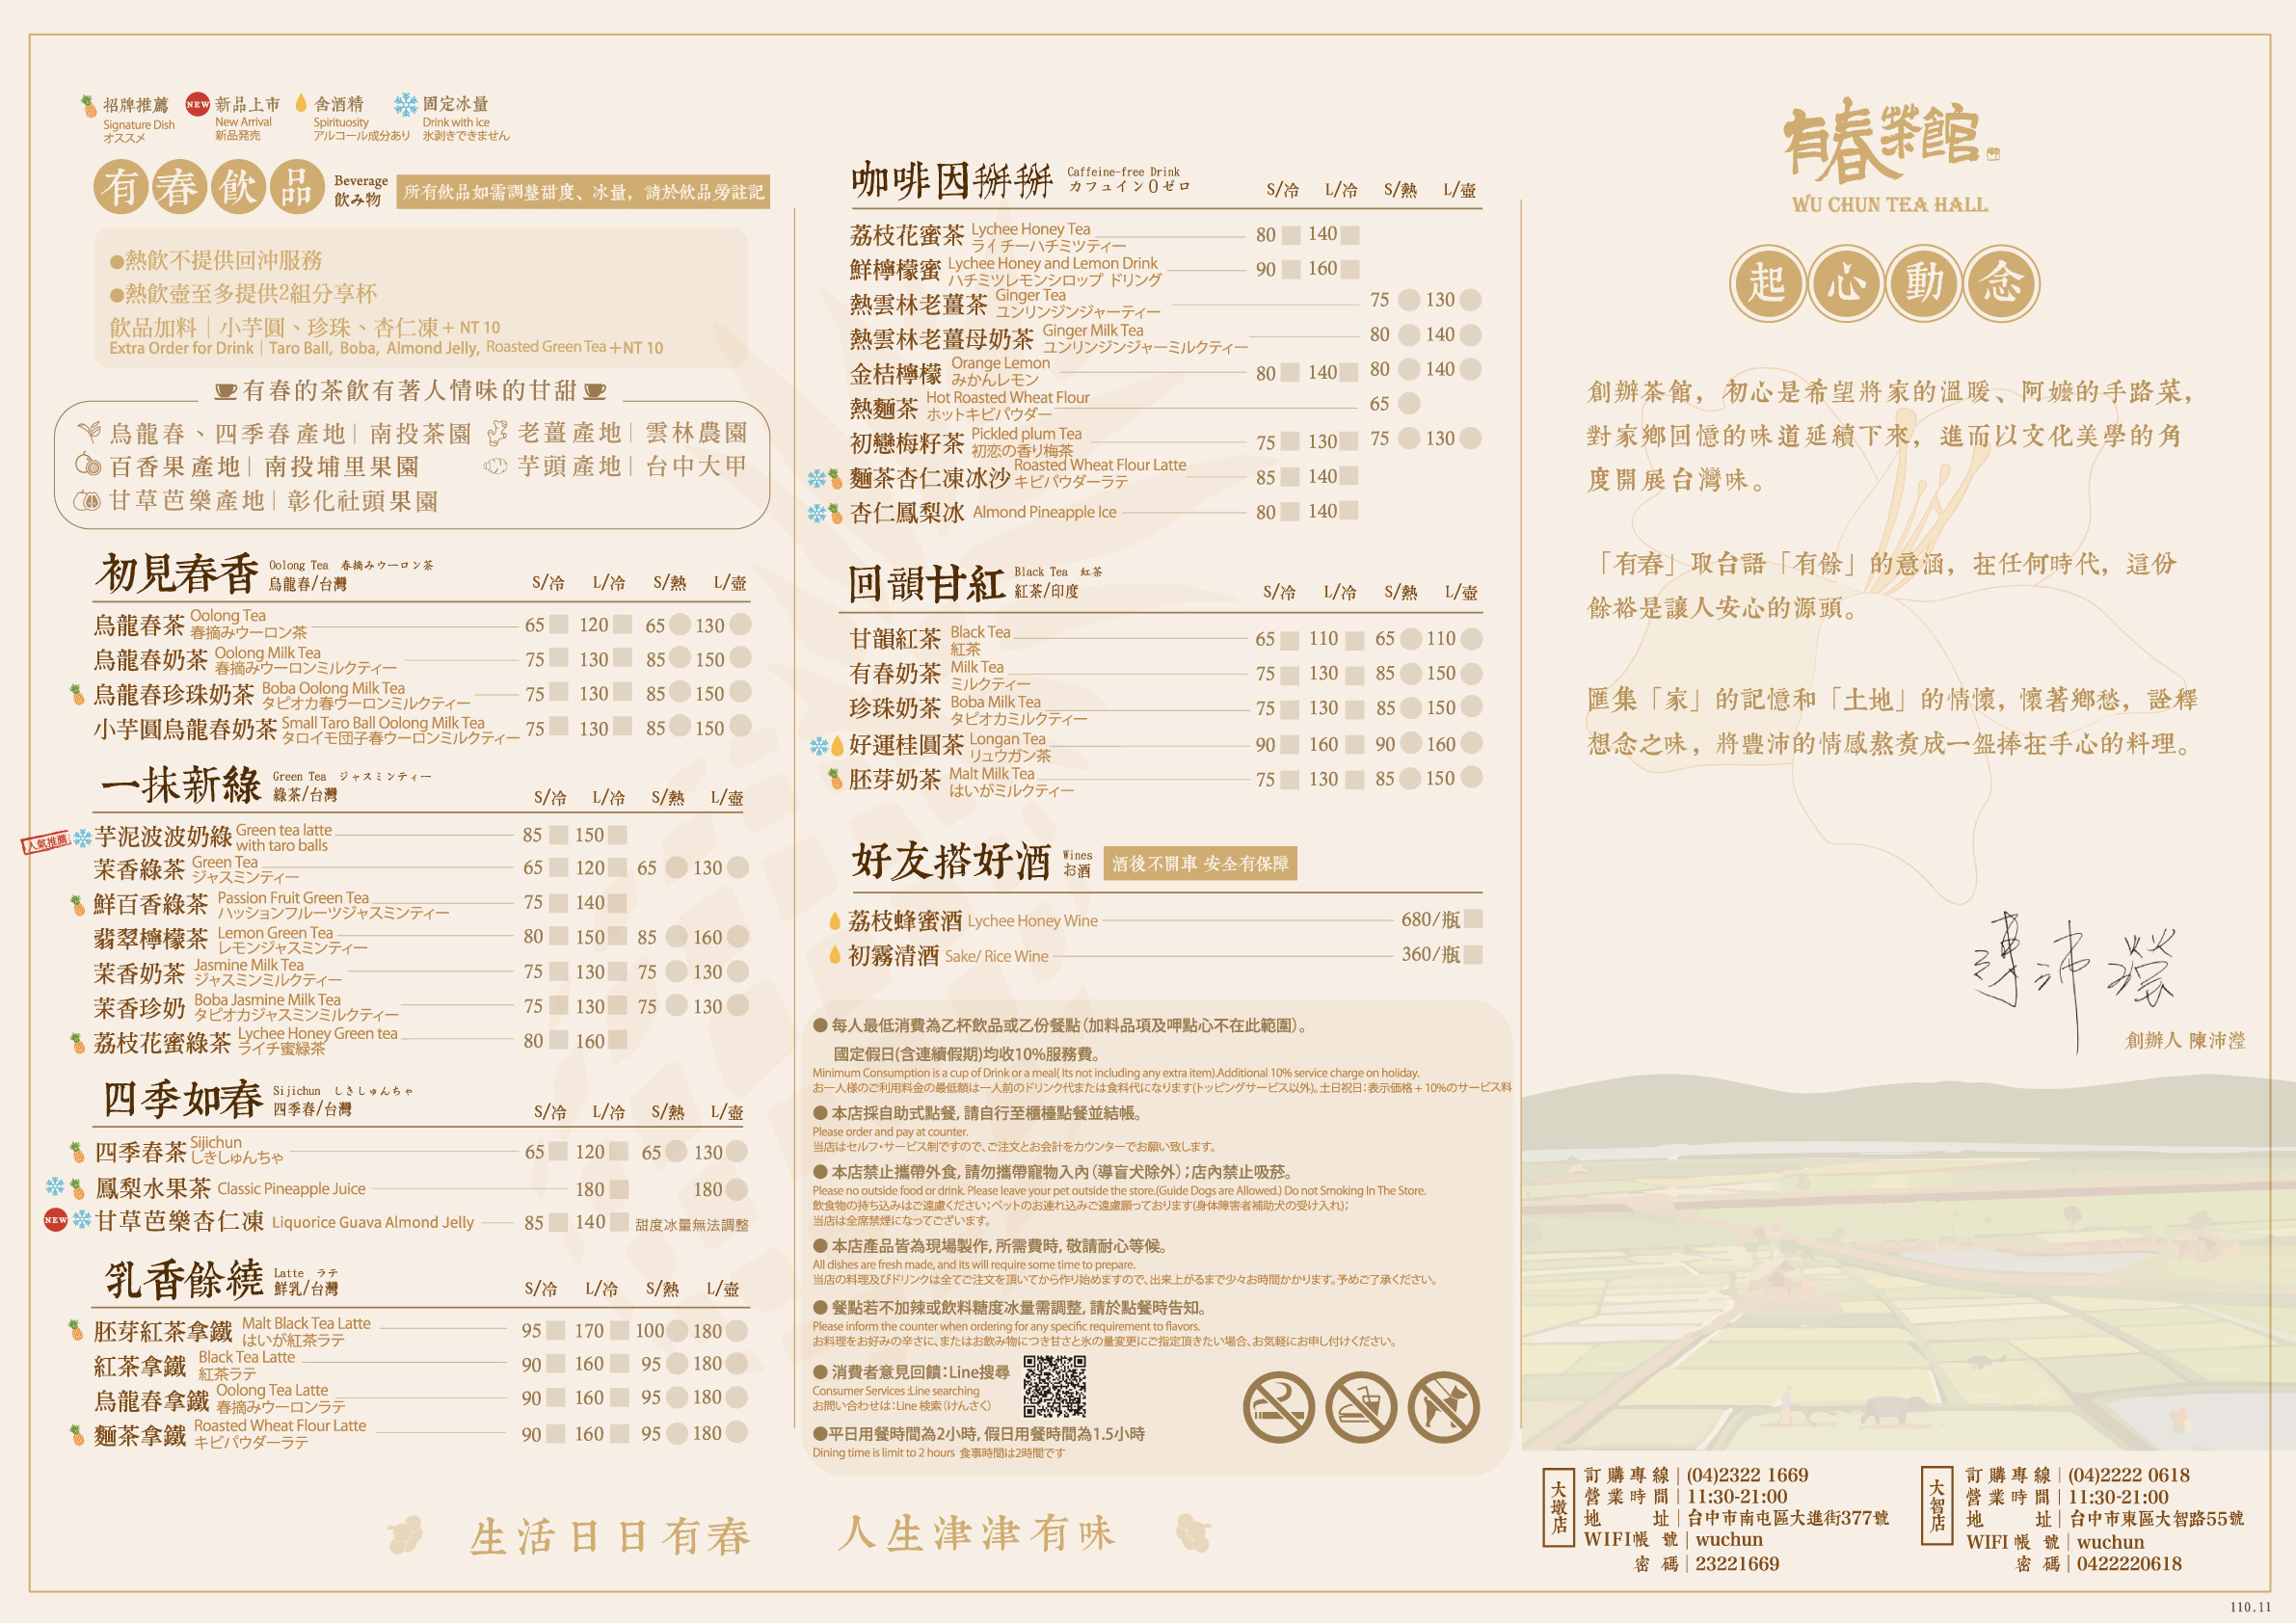 招牌推薦
Signature Dish
オススメ
NEW 新品上市
New Arrival
新品発売
含酒精
Spirituosity
アルコール成分あり
固定冰量
Drink with ice
氷剥きできません
有春飲品 Beverage
飲み物
所有飲品如需調整甜度、冰量，請於飲品旁註記
●熱飲不提供回沖服務
●熱飲壺至多提供2組分享杯
飲品加料｜小芋圓、珍珠、杏仁凍+ NT 10
Extra Order for Drink｜Taro Ball, Boba, Almond Jelly, Roasted Green Tea+NT 10
有春的茶飲有著人情味的甘甜
烏龍春、四季春產地｜南投茶園 老薑產地｜雲林農園
百香果產地｜南投埔里果園 芋頭產地｜台中大甲
甘草芭樂產地｜彰化社頭果園
初見春香 Oolong Tea 春摘みウーロン茶
烏龍春/台灣 S/冷 L/冷 S/熱 L/壺
烏龍春茶 Oolong Tea
春摘みウーロン茶 65 120 65 130
烏龍春奶茶 Oolong Milk Tea
春摘みウーロンミルクティー 75 130 85 150
烏龍春珍珠奶茶 Boba Oolong Milk Tea
タピオカ春ウーロンミルクティー 75 130 85 150
小芋圓烏龍春奶茶 Small Taro Ball Oolong Milk Tea
タロイモ団子春ウーロンミルクティー 75 130 85 150
一抹新綠 Green Tea ジャスミンティー
綠茶/台灣 S/冷 L/冷 S/熱 L/壺
人氣推薦 芋泥波波奶綠 Green tea latte
with taro balls 85 150
茉香綠茶 Green Tea
ジャスミンティー 65 120 65 130
鮮百香綠茶 Passion Fruit Green Tea
ハッションフルーツジャスミンティー 75 140
翡翠檸檬茶 Lemon Green Tea
レモンジャスミンティー 80 150 85 160
茉香奶茶 Jasmine Milk Tea
ジャスミンミルクティー 75 130 75 130
茉香珍奶 Boba Jasmine Milk Tea
タピオカジャスミンミルクティー 75 130 75 130
荔枝花蜜綠茶 Lychee Honey Green tea
ライチ蜜緑茶 80 160
四季如春 Sijichun しきしゅんちゃ
四季春/台灣 S/冷 L/冷 S/熱 L/壺
四季春茶 Sijichun
しきしゅんちゃ 65 120 65 130
鳳梨水果茶 Classic Pineapple Juice 180 180
NEW 甘草芭樂杏仁凍 Liquorice Guava Almond Jelly 85 140 甜度冰量無法調整
乳香餘繞 Latte ラテ
鮮乳/台灣 S/冷 L/冷 S/熱 L/壺
胚芽紅茶拿鐵 Malt Black Tea Latte
はいが紅茶ラテ 95 170 100 180
紅茶拿鐵 Black Tea Latte
紅茶ラテ 90 160 95 180
烏龍春拿鐵 Oolong Tea Latte
春摘みウーロンラテ 90 160 95 180
麵茶拿鐵 Roasted Wheat Flour Latte
キビパウダーラテ 90 160 95 180
咖啡因掰掰 Caffeine-free Drink
カフェイン0ゼロ S/冷 L/冷 S/熱 L/壺
荔枝花蜜茶 Lychee Honey Tea
ライチーハチミツティー 80 140
鮮檸檬蜜 Lychee Honey and Lemon Drink
ハチミツレモンシロップ ドリング 90 160
熱雲林老薑茶 Ginger Tea
ユンリンジンジャーティー 75 130
熱雲林老薑母奶茶 Ginger Milk Tea
ユンリンジンジャーミルクティー 80 140
金桔檸檬 Orange Lemon
みかんレモン 80 140 80 140
熱麵茶 Hot Roasted Wheat Flour
ホットキビパウダー 65
初戀梅籽茶 Pickled plum Tea
初恋の香り梅茶 75 130 75 130
麵茶杏仁凍冰沙 Roasted Wheat Flour Latte
キビパウダーラテ 85 140
杏仁鳳梨冰 Almond Pineapple Ice 80 140
回韻甘紅 Black Tea 紅茶
紅茶/印度 S/冷 L/冷 S/熱 L/壺
甘韻紅茶 Black Tea
紅茶 65 110 65 110
有春奶茶 Milk Tea
ミルクティー 75 130 85 150
珍珠奶茶 Boba Milk Tea
タピオカミルクティー 75 130 85 150
好運桂圓茶 Longan Tea
リュウガン茶 90 160 90 160
胚芽奶茶 Malt Milk Tea
はいがミルクティー 75 130 85 150
好友搭好酒 Wines
お酒 酒後不開車 安全有保障
荔枝蜂蜜酒 Lychee Honey Wine 680/瓶
初霧清酒 Sake/ Rice Wine 360/瓶
● 每人最低消費為乙杯飲品或乙份餐點(加料品項及呷點心不在此範圍)。
國定假日(含連續假期)均收10%服務費。
Minimum Consumption is a cup of Drink or a meal( Its not including any extra item).Additional 10% service charge on holiday.
お一人様のご利用料金の最低額は一人前のドリンク代または食料代になります(トッピングサービス以外)。土日祝日：表示価格 + 10%のサービス料
● 本店採自助式點餐，請自行至櫃檯點餐並結帳。
Please order and pay at counter.
当店はセルフ・サービス制ですので、ご注文とお会計をカウンターでお願い致します。
● 本店禁止攜帶外食，請勿攜帶寵物入內(導盲犬除外)；店內禁止吸菸。
Please no outside food or drink. Please leave your pet outside the store.(Guide Dogs are Allowed.) Do not Smoking In The Store.
飲食物の持ち込みはご遠慮ください；ペットのお連れ込みご遠慮願っております(身体障害者補助犬の受け入れ)；
当店は全席禁煙になってございます。
● 本店產品皆為現場製作，所需費時，敬請耐心等候。
All dishes are fresh made, and its will require some time to prepare.
当店の料理及びドリンクは全てご注文を頂いてから作り始めますので、出来上がるまで少々お時間かかります。予めご了承ください。
● 餐點若不加辣或飲料糖度冰量需調整，請於點餐時告知。
Please inform the counter when ordering for any specific requirement to flavors.
お料理をお好みの辛さに、またはお飲み物につき甘さと氷の量変更にご指定頂きたい場合、お気軽にお申し付けください。
● 消費者意見回饋：Line搜尋
Consumer Services :Line searching
お問い合わせは：Line 検索(けんさく)
●平日用餐時間為2小時，假日用餐時間為1.5小時
Dining time is limit to 2 hours 食事時間は2時間です
生活日日有春 人生津津有味
有春茶館
WU CHUN TEA HALL
起心動念
創辦茶館，初心是希望將家的溫暖、阿嬤的手路菜，
對家鄉回憶的味道延續下來，進而以文化美學的角
度開展台灣味。
「有春」取台語「有餘」的意涵，在任何時代，這份
餘裕是讓人安心的源頭。
匯集「家」的記憶和「土地」的情懷，懷著鄉愁，詮釋
想念之味，將豐沛的情感熬煮成一盤捧在手心的料理。
陳沛瀅
創辦人 陳沛瀅
大墩店
訂購專線｜(04)2322 1669
營業時間｜11:30-21:00
地址｜台中市南屯區大進街377號
WIFI帳號｜wuchun
密碼｜23221669
大智店
訂購專線｜(04)2222 0618
營業時間｜11:30-21:00
地址｜台中市東區大智路55號
WIFI 帳號｜wuchun
密碼｜0422220618
110.11